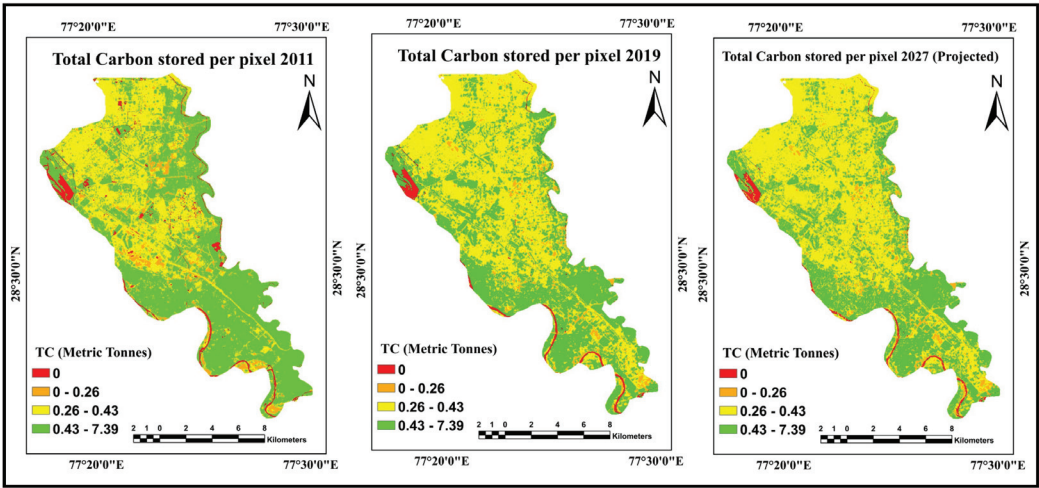 77°20'0"E
77°30'0"E
Total Carbon stored per pixel 2011
N
28°30'0"N
28°30'0"N
TC (Metric Tonnes)
0
0 - 0.26
0.26 - 0.43
0.43 - 7.39
2 1 0 2 4 6 8
Kilometers
77°20'0"E
77°30'0"E
77°20'0"E
77°30'0"E
Total Carbon stored per pixel 2019
N
28°30'0"N
28°30'0"N
TC (Metric Tonnes)
0
0 - 0.26
0.26 - 0.43
0.43 - 7.39
2 1 0 2 4 6 8
Kilometers
77°20'0"E
77°30'0"E
77°20'0"E
77°30'0"E
Total Carbon stored per pixel 2027 (Projected)
N
28°30'0"N
28°30'0"N
TC (Metric Tonnes)
0
0 - 0.26
0.26 - 0.43
0.43 - 7.39
2 1 0 2 4 6 8
Kilometers
77°20'0"E
77°30'0"E